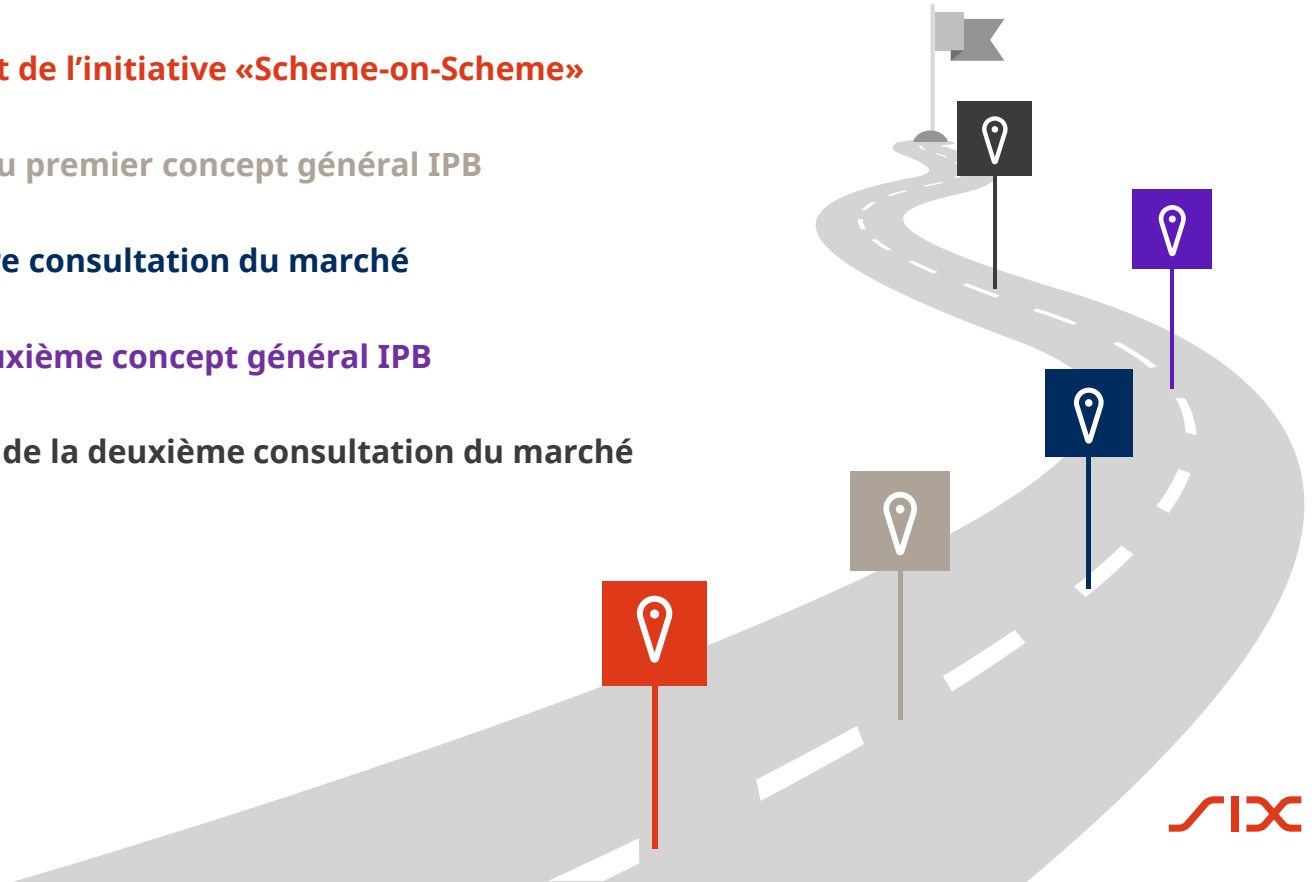 de l’initiative «Scheme-on-Scheme»
premier concept général IPB
consultation du marché
concept général IPB
de la deuxième consultation du marché
SIX